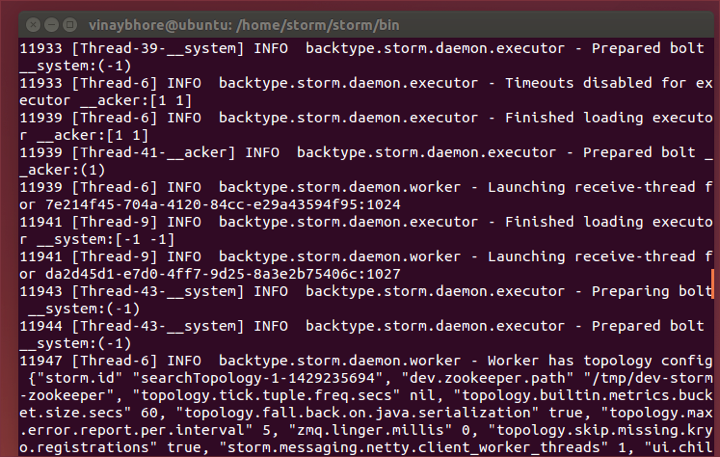 vinaybhore@ubuntu: /home/storm/storm/bin
11933 [Thread-39-__system] INFO  backtype.storm.daemon.executor - Prepared bolt
__system:(-1)
11933 [Thread-6] INFO  backtype.storm.daemon.executor - Timeouts disabled for ex
ecutor __acker:[1 1]
11939 [Thread-6] INFO  backtype.storm.daemon.executor - Finished loading executo
r __acker:[1 1]
11939 [Thread-41-__acker] INFO  backtype.storm.daemon.executor - Prepared bolt _
_acker:(1)
11939 [Thread-6] INFO  backtype.storm.daemon.worker - Launching receive-thread f
or 7e214f45-704a-4120-84cc-e29a43594f95:1024
11941 [Thread-9] INFO  backtype.storm.daemon.executor - Finished loading executo
r __system:[-1 -1]
11941 [Thread-9] INFO  backtype.storm.daemon.worker - Launching receive-thread f
or da2d45d1-e7d0-4ff7-9d25-8a3e2b75406c:1027
11943 [Thread-43-__system] INFO  backtype.storm.daemon.executor - Preparing bolt
 __system:(-1)
11944 [Thread-43-__system] INFO  backtype.storm.daemon.executor - Prepared bolt
__system:(-1)
11947 [Thread-6] INFO  backtype.storm.daemon.worker - Worker has topology config
 {"storm.id" "searchTopology-1-1429235694", "dev.zookeeper.path" "/tmp/dev-storm
-zookeeper", "topology.tick.tuple.freq.secs" nil, "topology.builtin.metrics.buck
et.size.secs" 60, "topology.fall.back.on.java.serialization" true, "topology.max
.error.report.per.interval" 5, "zmq.linger.millis" 0, "topology.skip.missing.kry
o.registrations" true, "storm.messaging.netty.client_worker_threads" 1, "ui.chil